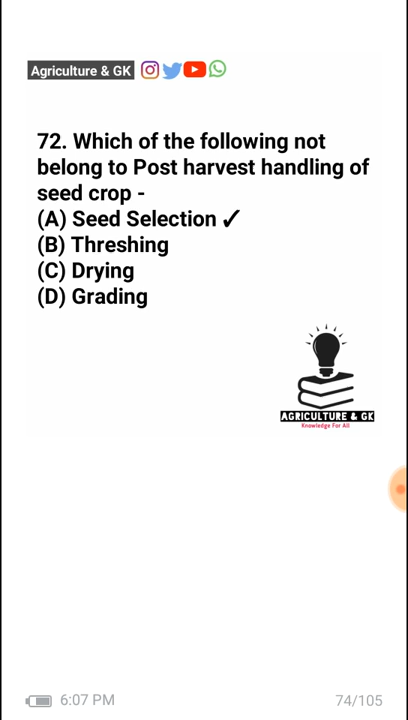 Agriculture & GK
72. Which of the following not
belong to Post harvest handling of
seed crop -
(A) Seed Selection ✓
(B) Threshing
(C) Drying
(D) Grading
AGRICULTURE & GK
Knowledge For All
6:07 PM
74/105